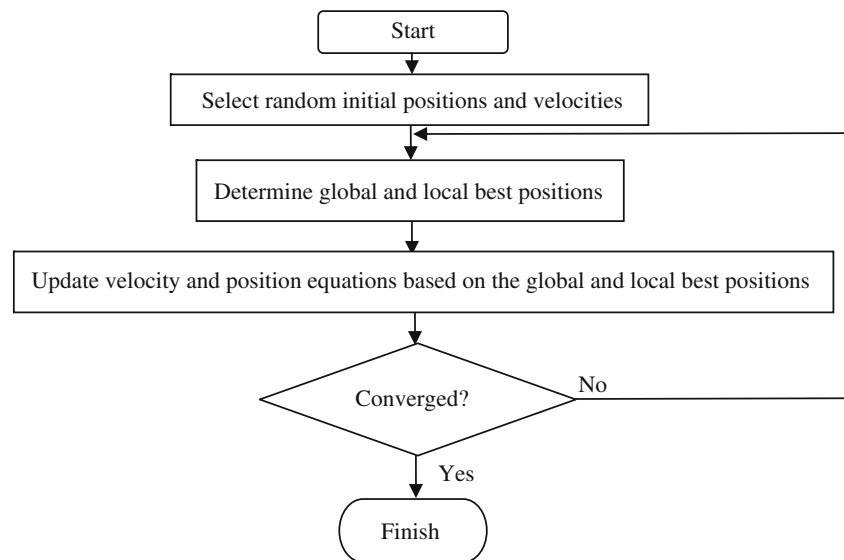 Start
Select random initial positions and velocities
Determine global and local best positions
Update velocity and position equations based on the global and local best positions
Converged?
No
Yes
Finish